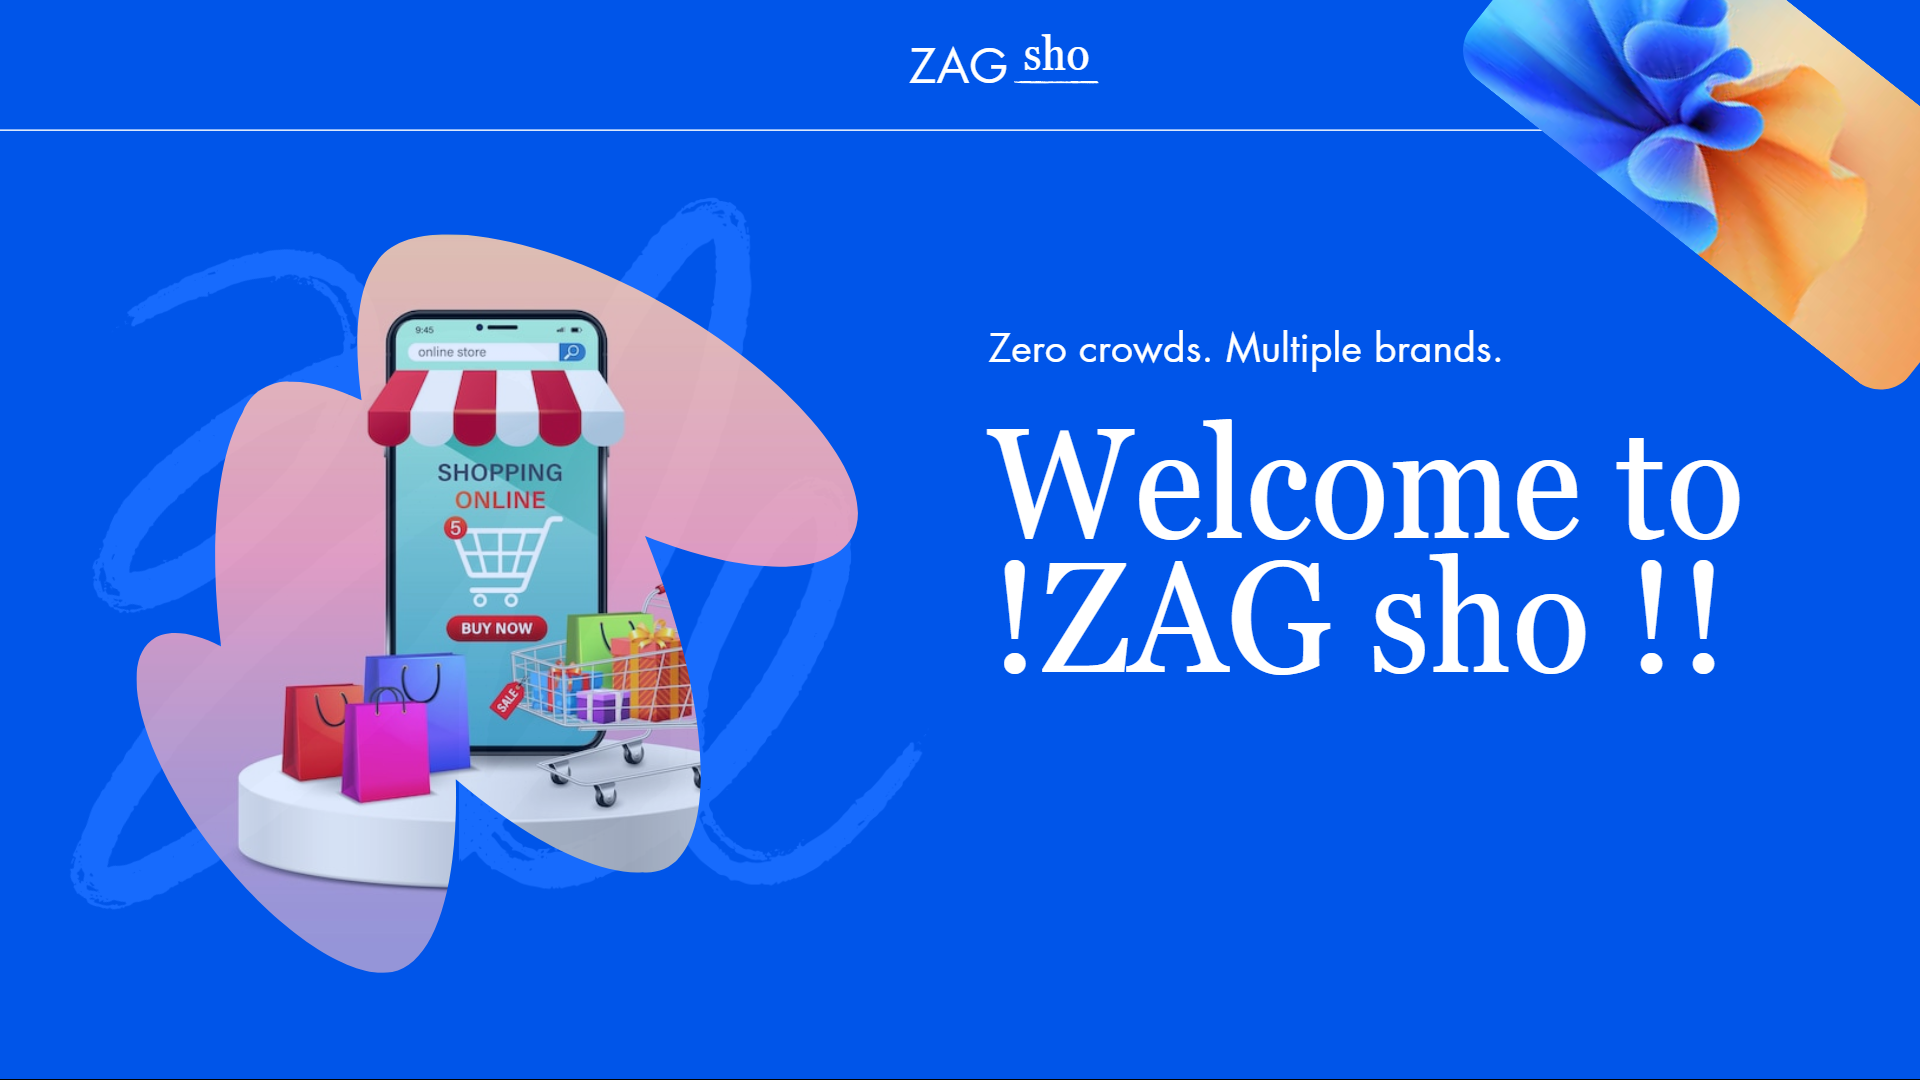 ZAG sho
Zero crowds. Multiple brands.
Welcome to
!ZAG sho !!
9:45
online store
SHOPPING
ONLINE
5
BUY NOW
SALE